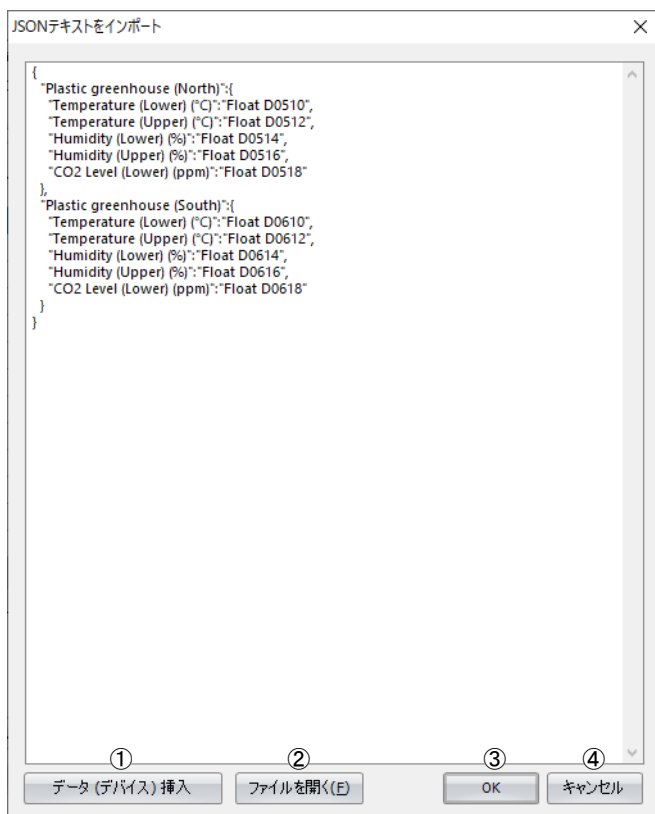 JSONテキストをインポート
{
"Plastic greenhouse (North)":{
"Temperature (Lower) (°C)":"Float D0510",
"Temperature (Upper) (°C)":"Float D0512",
"Humidity (Lower) (%)":"Float D0514",
"Humidity (Upper) (%)":"Float D0516",
"CO2 Level (Lower) (ppm)":"Float D0518"
},
"Plastic greenhouse (South)":{
"Temperature (Lower) (°C)":"Float D0610",
"Temperature (Upper) (°C)":"Float D0612",
"Humidity (Lower) (%)":"Float D0614",
"Humidity (Upper) (%)":"Float D0616",
"CO2 Level (Lower) (ppm)":"Float D0618"
}
}
① ② ③ ④
データ (デバイス) 挿入 ファイルを開く(F) OK キャンセル